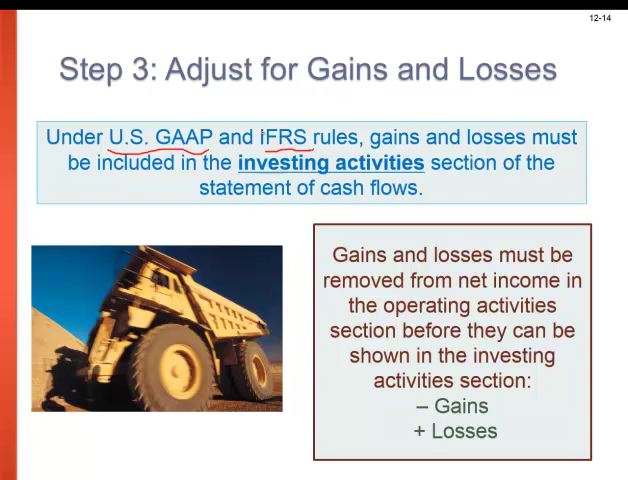 12-14
Step 3: Adjust for Gains and Losses
Under U.S. GAAP and iFRS rules, gains and losses must
be included in the investing activities section of the
statement of cash flows.
Gains and losses must be
removed from net income in
the operating activities
section before they can be
shown in the investing
activities section:
– Gains
+ Losses